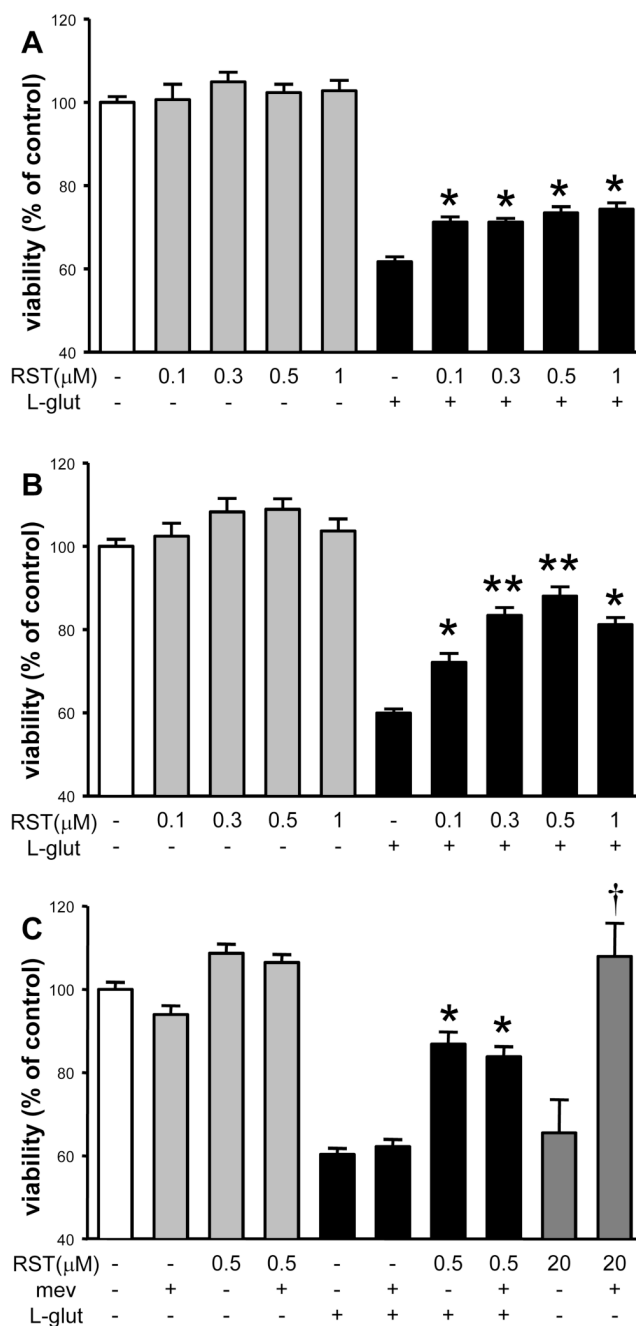 A
viability (% of control)
120
100
80
60
40
* * * *
RST(μM) - 0.1 0.3 0.5 1 - 0.1 0.3 0.5 1
L-glut - - - - - + + + + +
B
viability (% of control)
120
100
80
60
40
* ** ** *
RST(μM) - 0.1 0.3 0.5 1 - 0.1 0.3 0.5 1
L-glut - - - - - + + + + +
C
viability (% of control)
120
100
80
60
40
* * †
RST(μM) - - 0.5 0.5 - - 0.5 0.5 20 20
mev - + - + - + - + - +
L-glut - - - - + + + + - -